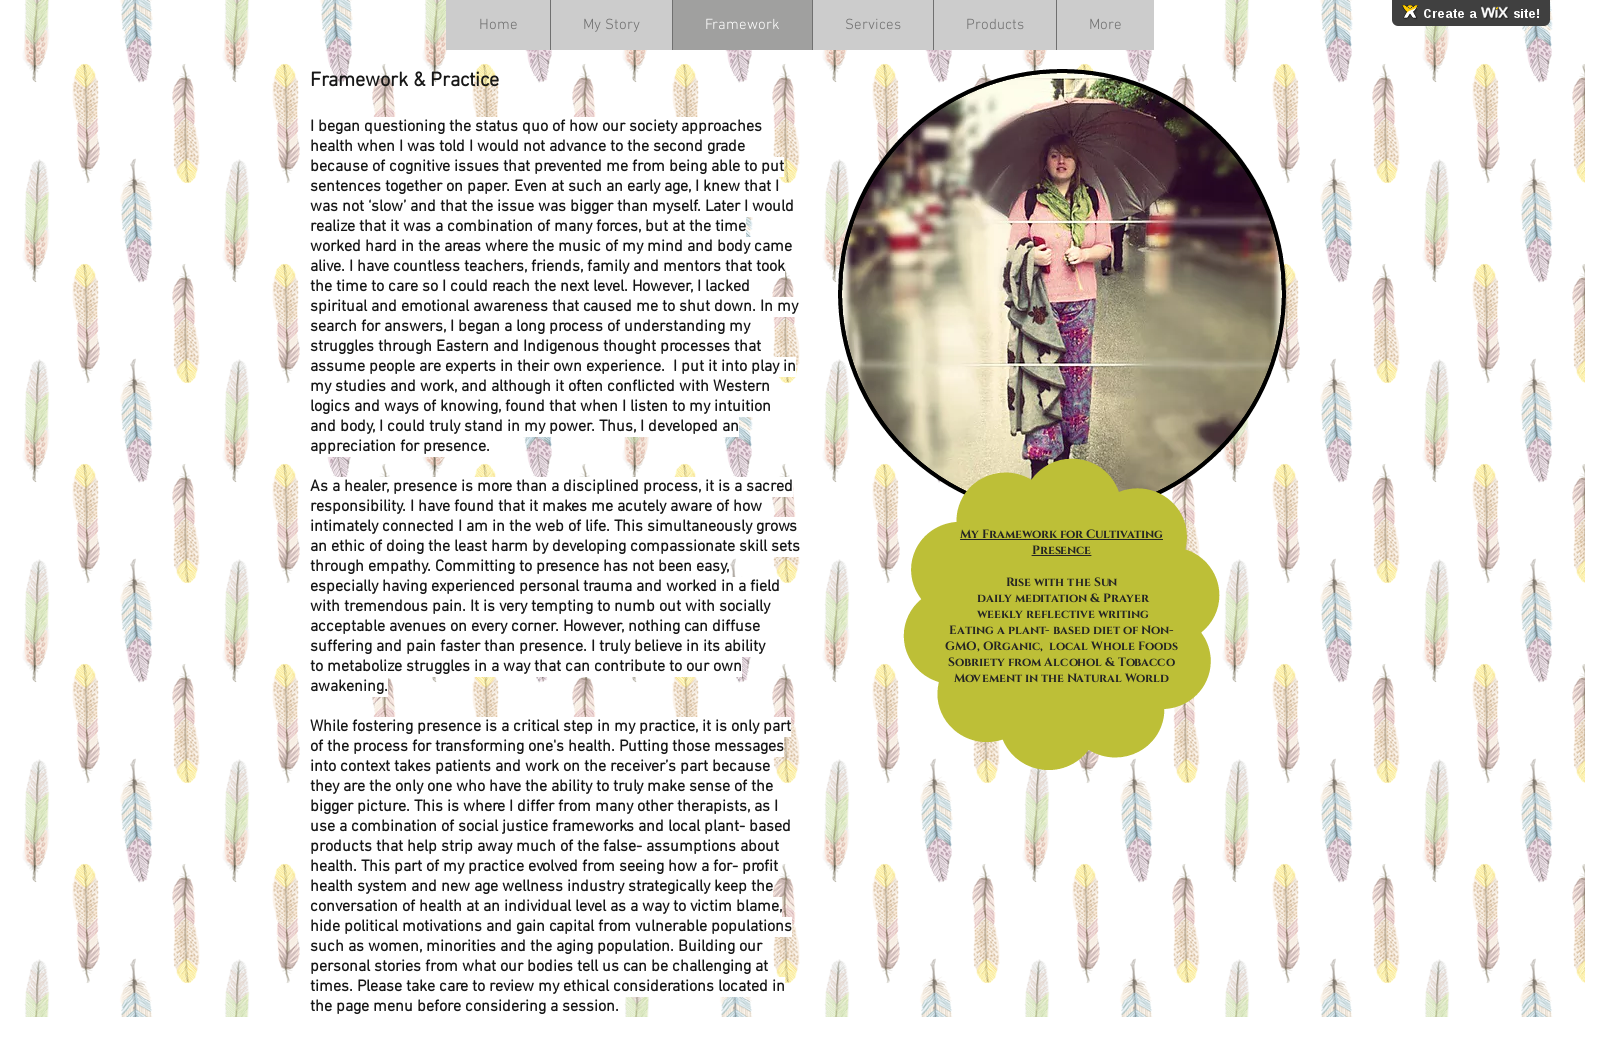 Home
My Story
Framework
Services
Products
More
Create a WiX site!
Framework & Practice
I began questioning the status quo of how our society approaches
health when I was told I would not advance to the second grade
because of cognitive issues that prevented me from being able to put
sentences together on paper. Even at such an early age, I knew that I
was not ‘slow’ and that the issue was bigger than myself. Later I would
realize that it was a combination of many forces, but at the time
worked hard in the areas where the music of my mind and body came
alive. I have countless teachers, friends, family and mentors that took
the time to care so I could reach the next level. However, I lacked
spiritual and emotional awareness that caused me to shut down. In my
search for answers, I began a long process of understanding my
struggles through Eastern and Indigenous thought processes that
assume people are experts in their own experience.  I put it into play in
my studies and work, and although it often conflicted with Western
logics and ways of knowing, found that when I listen to my intuition
and body, I could truly stand in my power. Thus, I developed an
appreciation for presence.
As a healer, presence is more than a disciplined process, it is a sacred
responsibility. I have found that it makes me acutely aware of how
intimately connected I am in the web of life. This simultaneously grows
an ethic of doing the least harm by developing compassionate skill sets
through empathy. Committing to presence has not been easy,
especially having experienced personal trauma and worked in a field
with tremendous pain. It is very tempting to numb out with socially
acceptable avenues on every corner. However, nothing can diffuse
suffering and pain faster than presence. I truly believe in its ability
to metabolize struggles in a way that can contribute to our own
awakening.
While fostering presence is a critical step in my practice, it is only part
of the process for transforming one's health. Putting those messages
into context takes patients and work on the receiver’s part because
they are the only one who have the ability to truly make sense of the
bigger picture. This is where I differ from many other therapists, as I
use a combination of social justice frameworks and local plant- based
products that help strip away much of the false- assumptions about
health. This part of my practice evolved from seeing how a for- profit
health system and new age wellness industry strategically keep the
conversation of health at an individual level as a way to victim blame,
hide political motivations and gain capital from vulnerable populations
such as women, minorities and the aging population. Building our
personal stories from what our bodies tell us can be challenging at
times. Please take care to review my ethical considerations located in
the page menu before considering a session.
My Framework for Cultivating
Presence
Rise with the Sun
daily meditation & Prayer
weekly reflective writing
Eating a plant- based diet of Non-
GMO, ORganic,  local Whole Foods
Sobriety from Alcohol & Tobacco
Movement in the Natural World